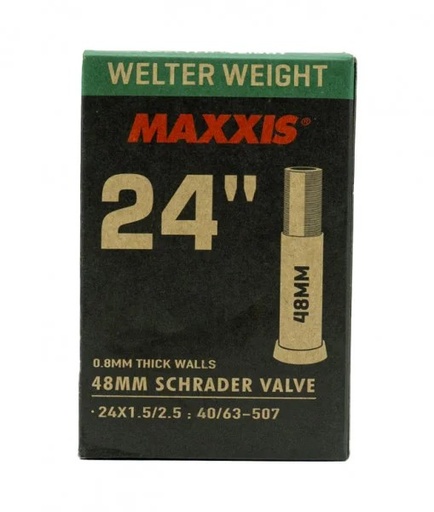 WELTER WEIGHT
MAXXIS®
24"
48MM
0.8MM THICK WALLS
48MM SCHRADER VALVE
·24X1.5/2.5 : 40/63-507